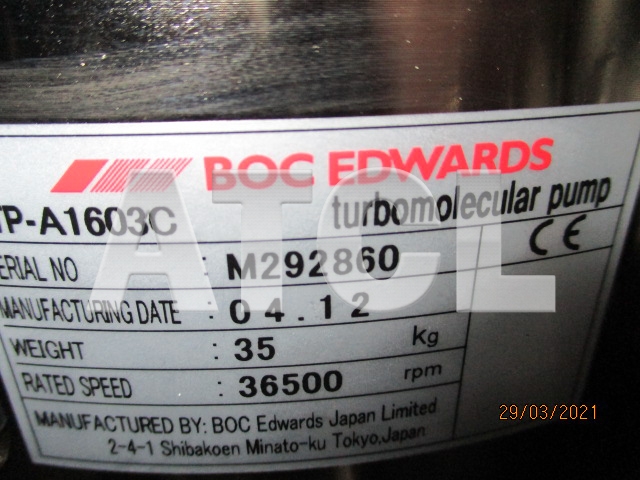 BOC EDWARDS
turbomolecular pump
TP-A1603C
CE
ERIAL NO : M292860
MANUFACTURING DATE : 04.12
WEIGHT : 35 kg
RATED SPEED : 36500 rpm
MANUFACTURED BY: BOC Edwards Japan Limited
2-4-1 Shibakoen Minato-ku Tokyo,Japan
ATCL
29/03/2021